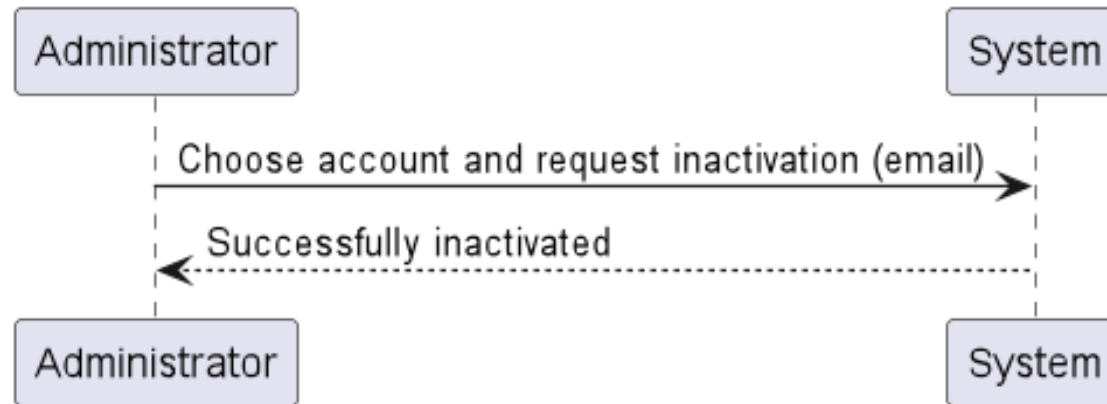 Administrator
System
Choose account and request inactivation (email)
Successfully inactivated
Administrator
System